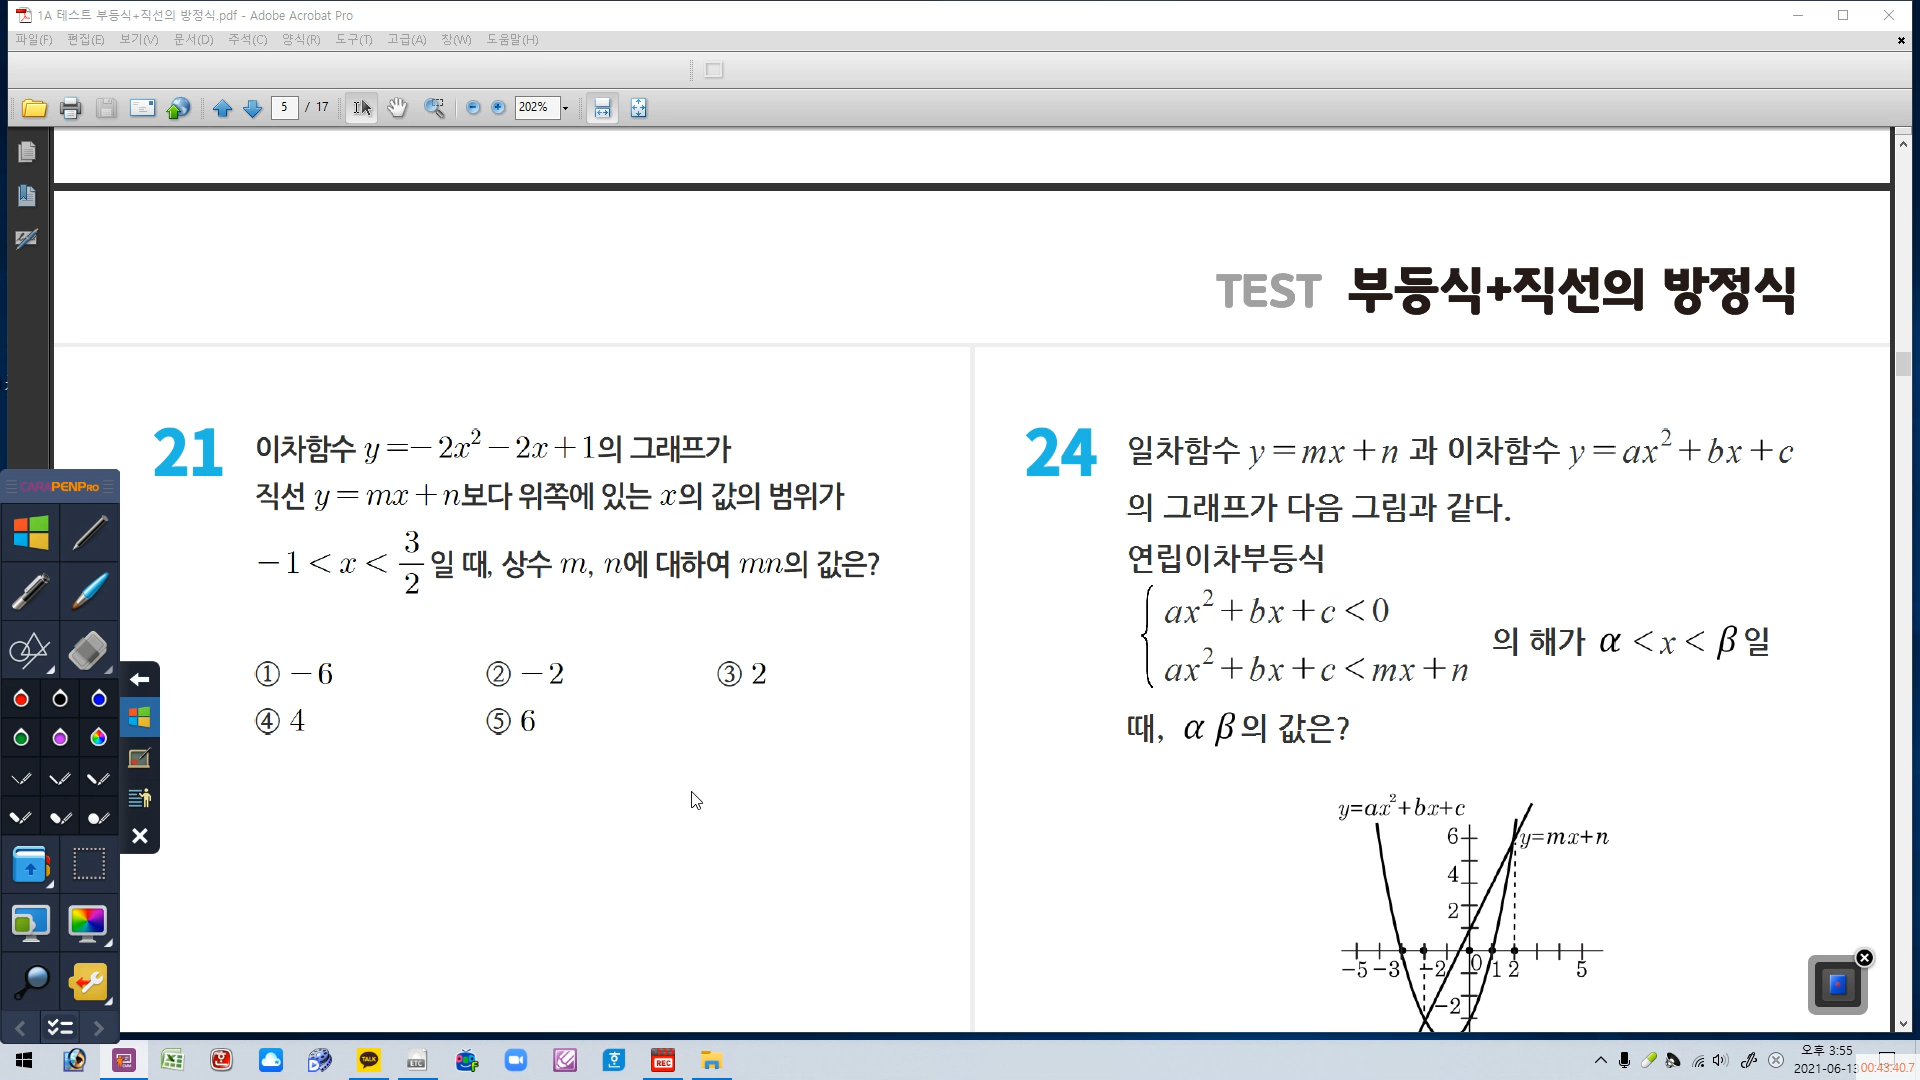 1A 테스트 부등식+직선의 방정식.pdf - Adobe Acrobat Pro
파일(F) 편집(E) 보기(V) 문서(D) 주석(C) 양식(R) 도구(T) 고급(A) 창(W) 도움말(H)
5 / 17 202%
TEST 부등식+직선의 방정식
21 이차함수 y=-2x²-2x+1의 그래프가
직선 y=mx+n보다 위쪽에 있는 x의 값의 범위가
-1<x<3/2일 때, 상수 m, n에 대하여 mn의 값은?
① -6 ② -2 ③ 2
④ 4 ⑤ 6
24 일차함수 y=mx+n 과 이차함수 y=ax²+bx+c
의 그래프가 다음 그림과 같다.
연립이차부등식
ax²+bx+c<0
ax²+bx+c<mx+n
의 해가 α<x<β일
때, αβ의 값은?
y=ax²+bx+c
6 y=mx+n
4
2
-5 -3 -2 0 1 2 5
-2
CARAPENPRO
TALK
ETC
REC
오후 3:55
2021-06-13
00:43:40.7